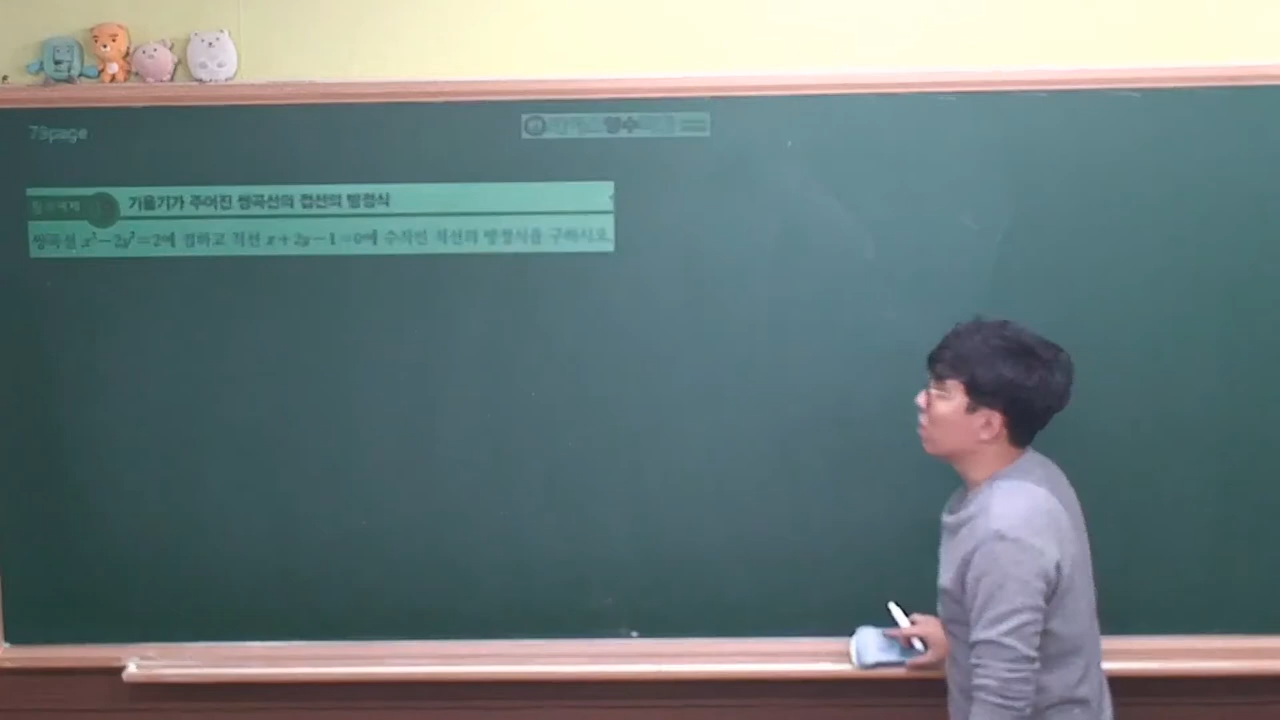 79page
기울기가 주어진 쌍곡선의 접선의 방정식
쌍곡선 x²-2y²=2에 접하고 직선 x+2y-1=0에 수직인 직선의 방정식을 구하시오.